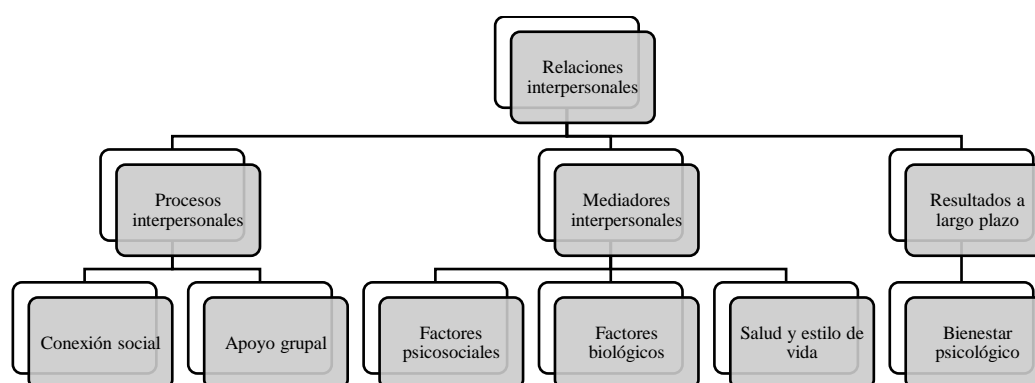 Relaciones
interpersonales
Procesos
interpersonales
Mediadores
interpersonales
Resultados a
largo plazo
Conexión social
Apoyo grupal
Factores
psicosociales
Factores
biológicos
Salud y estilo de
vida
Bienestar
psicológico